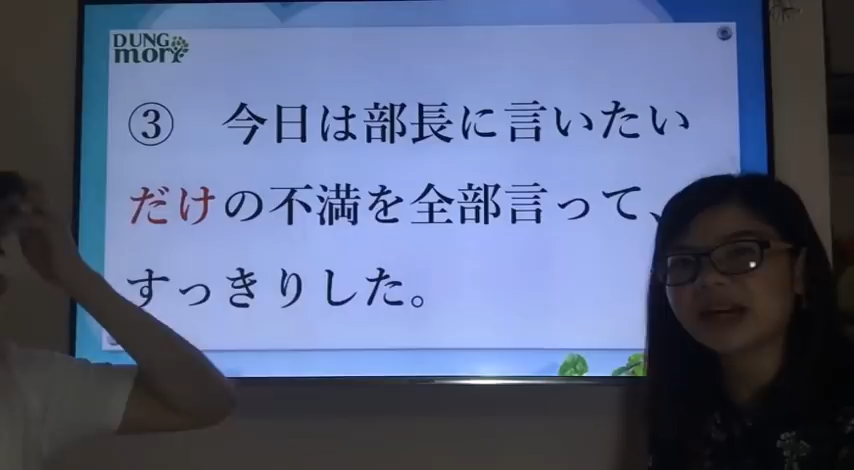 DUNG
mori
③ 今日は部長に言いたい
だけの不満を全部言って、
すっきりした。